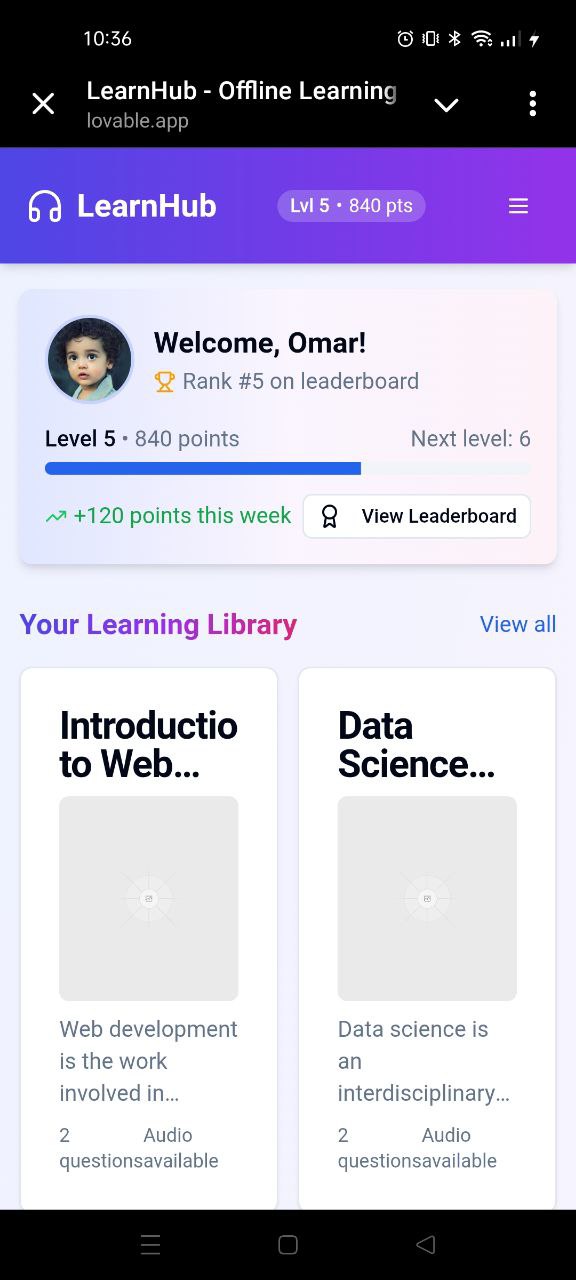 10:36
LearnHub - Offline Learning
lovable.app
LearnHub
Lvl 5 • 840 pts
Welcome, Omar!
Rank #5 on leaderboard
Level 5 • 840 points
Next level: 6
+120 points this week
View Leaderboard
Your Learning Library
View all
Introductio
to Web...
Web development
is the work
involved in...
2
questions
Audio
available
Data
Science...
Data science is
an
interdisciplinary...
2
questions
Audio
available